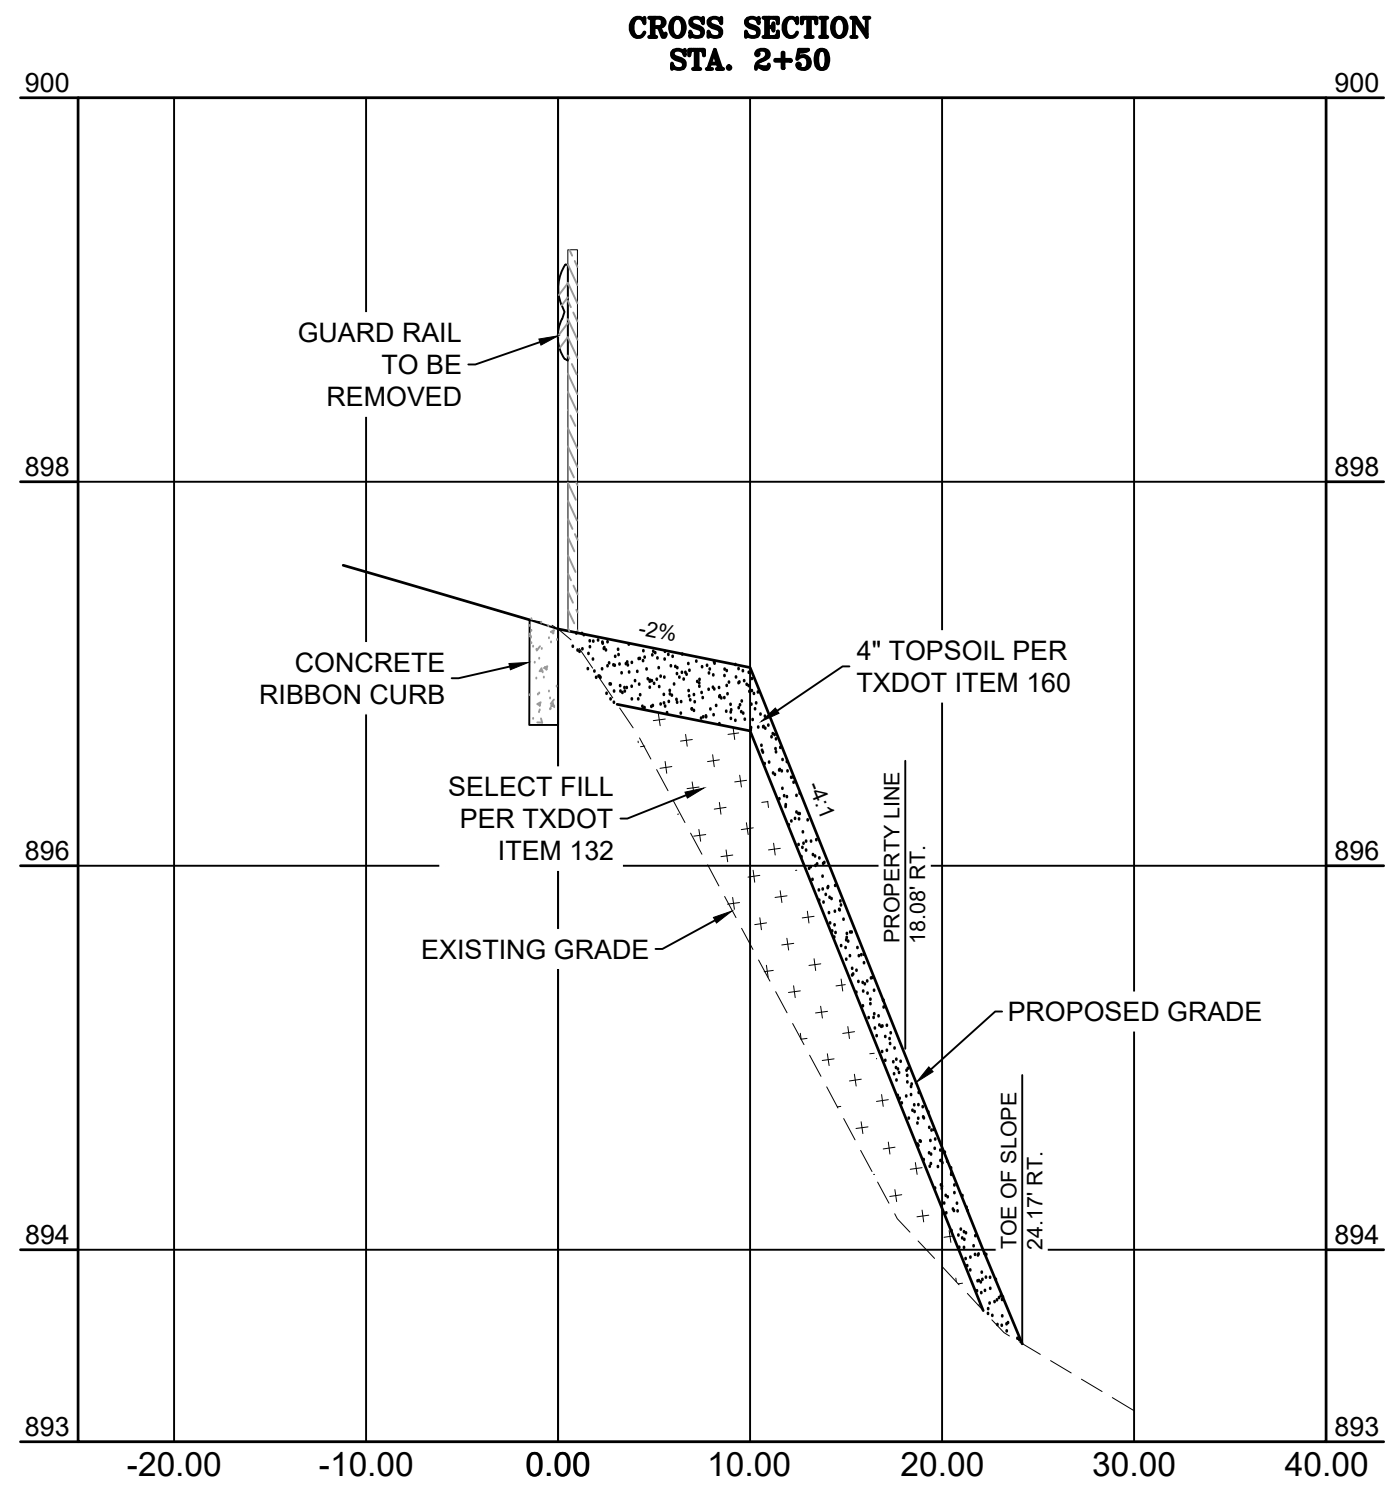 CROSS SECTION
STA. 2+50
900
900
GUARD RAIL
TO BE
REMOVED
898
898
-2%
CONCRETE
RIBBON CURB
4" TOPSOIL PER
TXDOT ITEM 160
SELECT FILL
PER TXDOT
ITEM 132
-4:1
PROPERTY LINE
18.08' RT.
896
896
EXISTING GRADE
PROPOSED GRADE
TOE OF SLOPE
24.17' RT.
894
894
893
893
-20.00
-10.00
0.00
10.00
20.00
30.00
40.00